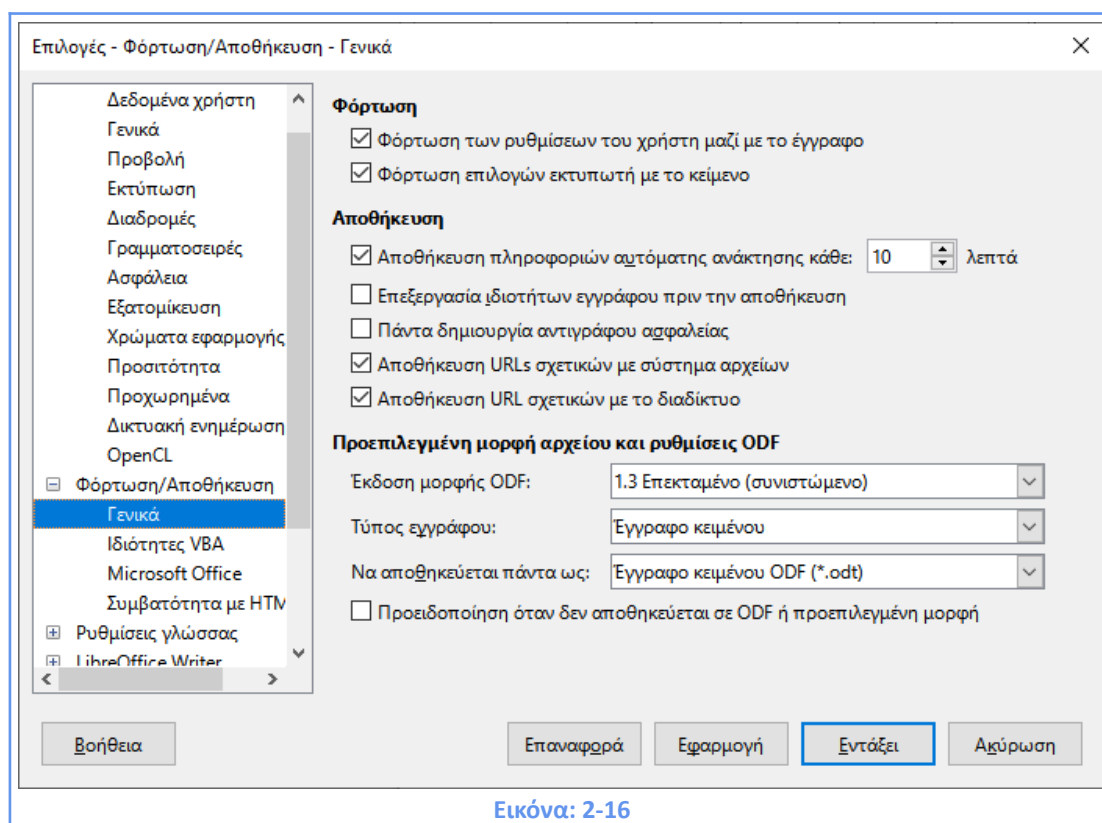 Επιλογές - Φόρτωση/Αποθήκευση - Γενικά
Δεδομένα χρήστη
Γενικά
Προβολή
Εκτύπωση
Διαδρομές
Γραμματοσειρές
Ασφάλεια
Εξατομίκευση
Χρώματα εφαρμογής
Προσιτότητα
Προχωρημένα
Δικτυακή ενημέρωση
OpenCL
Φόρτωση/Αποθήκευση
Γενικά
Ιδιότητες VBA
Microsoft Office
Συμβατότητα με HTM
Ρυθμίσεις γλώσσας
LibreOffice Writer
Φόρτωση
Φόρτωση των ρυθμίσεων του χρήστη μαζί με το έγγραφο
Φόρτωση επιλογών εκτυπωτή με το κείμενο
Αποθήκευση
Αποθήκευση πληροφοριών αυτόματης ανάκτησης κάθε: 10 λεπτά
Επεξεργασία ιδιοτήτων εγγράφου πριν την αποθήκευση
Πάντα δημιουργία αντιγράφου ασφαλείας
Αποθήκευση URLs σχετικών με σύστημα αρχείων
Αποθήκευση URL σχετικών με το διαδίκτυο
Προεπιλεγμένη μορφή αρχείου και ρυθμίσεις ODF
Έκδοση μορφής ODF: 1.3 Επεκταμένο (συνιστώμενο)
Τύπος εγγράφου: Έγγραφο κειμένου
Να αποθηκεύεται πάντα ως: Έγγραφο κειμένου ODF (*.odt)
Προειδοποίηση όταν δεν αποθηκεύεται σε ODF ή προεπιλεγμένη μορφή
Βοήθεια Επαναφορά Εφαρμογή Εντάξει Ακύρωση
Εικόνα: 2-16